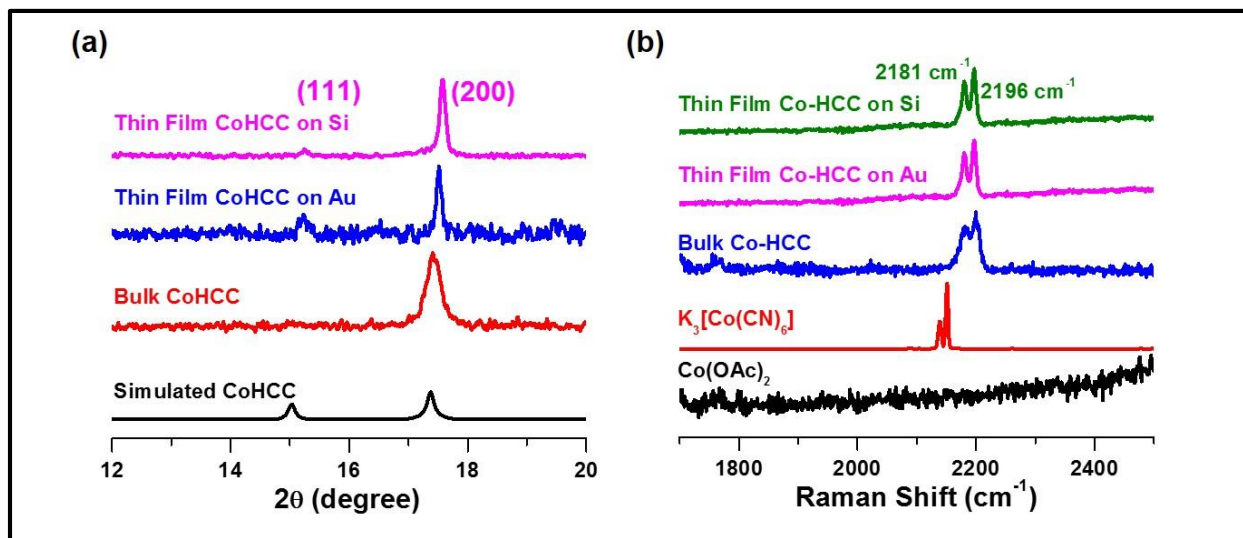 (a)
(111)
(200)
Thin Film CoHCC on Si
Thin Film CoHCC on Au
Bulk CoHCC
Simulated CoHCC
12 14 16 18 20
2θ (degree)
(b)
2181 cm⁻¹
2196 cm⁻¹
Thin Film Co-HCC on Si
Thin Film Co-HCC on Au
Bulk Co-HCC
K₃[Co(CN)₆]
Co(OAc)₂
1800 2000 2200 2400
Raman Shift (cm⁻¹)